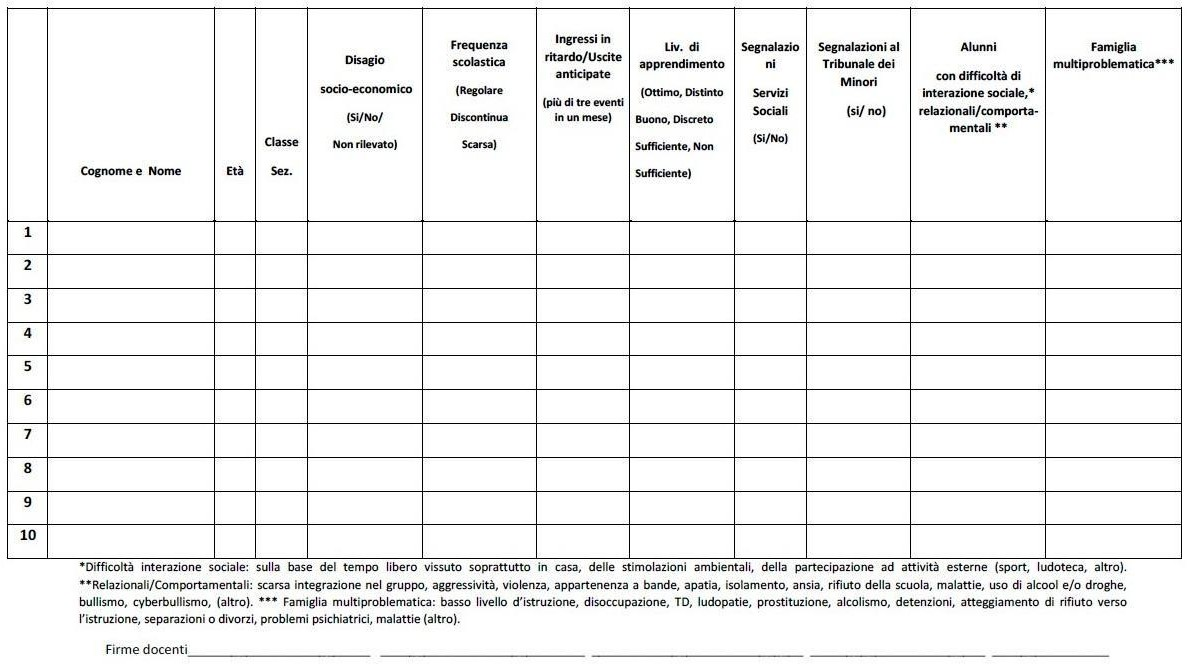 Cognome e Nome
Età
Classe
Sez.
Disagio
socio-economico
(Si/No/
Non rilevato)
Frequenza
scolastica
(Regolare
Discontinua
Scarsa)
Ingressi in
ritardo/Uscite
anticipate
(più di tre eventi
in un mese)
Liv. di
apprendimento
(Ottimo, Distinto
Buono, Discreto
Sufficiente, Non
Sufficiente)
Segnalazio
ni
Servizi
Sociali
(Si/No)
Segnalazioni al
Tribunale dei
Minori
(si/ no)
Alunni
con difficoltà di
interazione sociale,*
relazionali/comporta-
mentali **
Famiglia
multiproblematica***
1
2
3
4
5
6
7
8
9
10
*Difficoltà interazione sociale: sulla base del tempo libero vissuto soprattutto in casa, delle stimolazioni ambientali, della partecipazione ad attività esterne (sport, ludoteca, altro).
**Relazionali/Comportamentali: scarsa integrazione nel gruppo, aggressività, violenza, appartenenza a bande, apatia, isolamento, ansia, rifiuto della scuola, malattie, uso di alcool e/o droghe,
bullismo, cyberbullismo, (altro). *** Famiglia multiproblematica: basso livello d’istruzione, disoccupazione, TD, ludopatie, prostituzione, alcolismo, detenzioni, atteggiamento di rifiuto verso
l’istruzione, separazioni o divorzi, problemi psichiatrici, malattie (altro).
Firme docenti